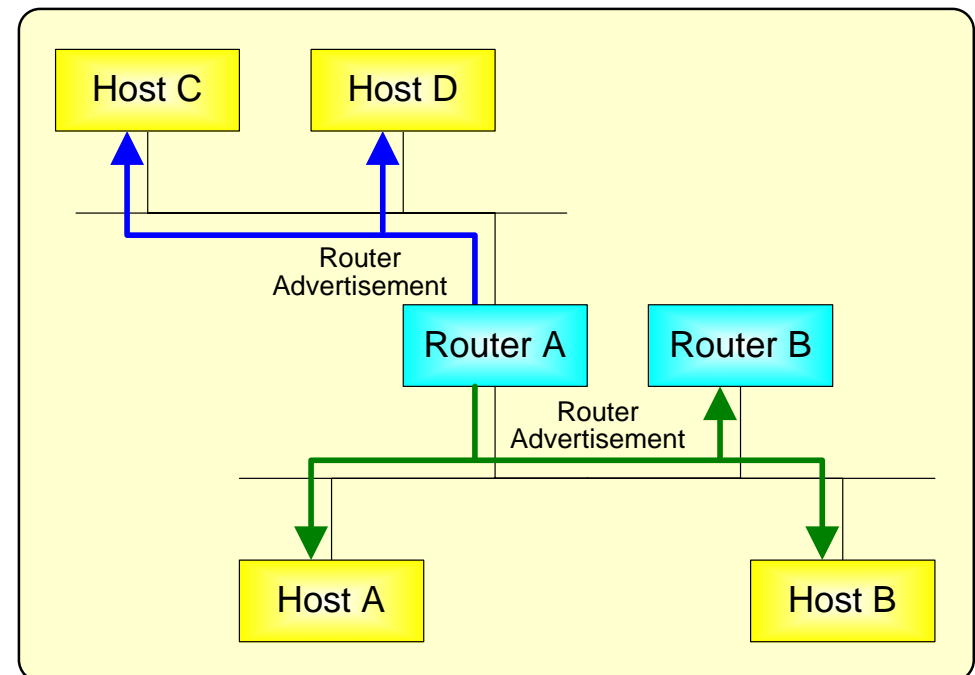 Host C
Host D
Router
Advertisement
Router A
Router B
Router
Advertisement
Host A
Host B